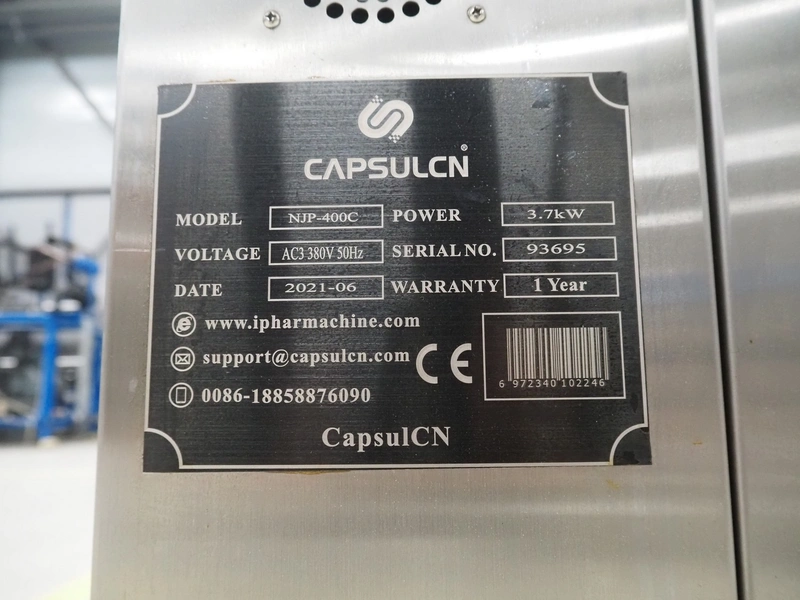 CAPSULCN®
MODEL NJP-400C POWER 3.7kW
VOLTAGE AC3 380V 50Hz SERIAL NO. 93695
DATE 2021-06 WARRANTY 1 Year
www.ipharmachine.com
support@capsulcn.com CE
0086-18858876090
6 972340 102246
CapsulCN